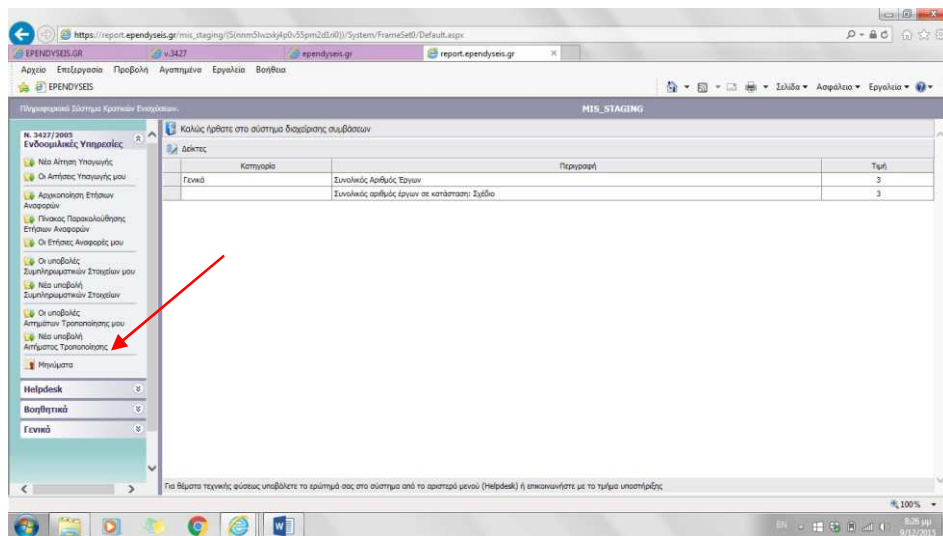 https://report.ependyseis.gr/mis_staging/(S(nnm5lwzxkj4p0v55pm2d1ri0))/System/FrameSet0/Default.aspx
EPENDYSEIS.GR
v.3427
ependyseis.gr
report.ependyseis.gr
Αρχείο Επεξεργασία Προβολή Αγαπημένα Εργαλεία Βοήθεια
EPENDYSEIS
Σελίδα Ασφάλεια Εργαλεία
Πληροφοριακό Σύστημα Κρατικών Ενισχύσεων.
MIS_STAGING
Ν. 3427/2005
Ενδοομιλικές Υπηρεσίες
Νέα Αίτηση Υπαγωγής
Οι Αιτήσεις Υπαγωγής μου
Αρχικοποίηση Ετήσιων
Αναφορών
Πίνακας Παρακολούθησης
Ετήσιων Αναφορών
Οι Ετήσιες Αναφορές μου
Οι υποβολές
Συμπληρωματικών Στοιχείων μου
Νέα υποβολή
Συμπληρωματικών Στοιχείων
Οι υποβολές
Αιτημάτων Τροποποίησης μου
Νέα υποβολή
Αιτήματος Τροποποίησης
Μηνύματα
Helpdesk
Βοηθητικά
Γενικά
Καλώς ήρθατε στο σύστημα διαχείρισης συμβάσεων
Δείκτες
Κατηγορία Περιγραφή Τιμή
Γενικά Συνολικός Αριθμός Έργων 3
Συνολικός αριθμός έργων σε κατάσταση: Σχέδιο 3
Για θέματα τεχνικής φύσεως υποβάλετε το ερώτημά σας στο σύστημα από το αριστερό μενού (Helpdesk) ή επικοινωνήστε με το τμήμα υποστήριξης
100%
EN
8:26 μμ
9/12/2015